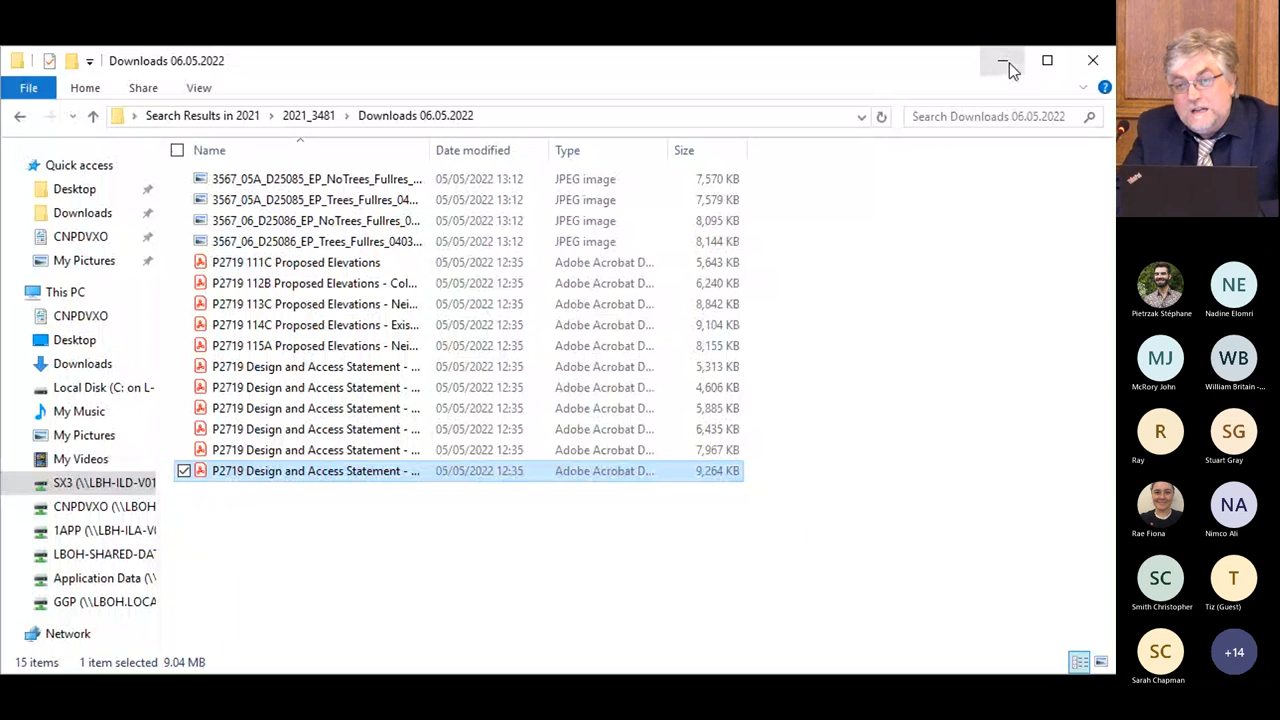 Downloads 06.05.2022
File Home Share View
Search Results in 2021 2021_3481 Downloads 06.05.2022 Search Downloads 06.05.2022
Name Date modified Type Size
3567_05A_D25085_EP_NoTrees_Fullres_... 05/05/2022 13:12 JPEG image 7,570 KB
3567_05A_D25085_EP_Trees_Fullres_04... 05/05/2022 13:12 JPEG image 7,579 KB
3567_06_D25086_EP_NoTrees_Fullres_0... 05/05/2022 13:12 JPEG image 8,095 KB
3567_06_D25086_EP_Trees_Fullres_0403... 05/05/2022 13:12 JPEG image 8,144 KB
P2719 111C Proposed Elevations 05/05/2022 12:35 Adobe Acrobat D... 5,643 KB
P2719 112B Proposed Elevations - Col... 05/05/2022 12:35 Adobe Acrobat D... 6,240 KB
P2719 113C Proposed Elevations - Nei... 05/05/2022 12:35 Adobe Acrobat D... 8,842 KB
P2719 114C Proposed Elevations - Exis... 05/05/2022 12:35 Adobe Acrobat D... 9,104 KB
P2719 115A Proposed Elevations - Nei... 05/05/2022 12:35 Adobe Acrobat D... 8,155 KB
P2719 Design and Access Statement - ... 05/05/2022 12:35 Adobe Acrobat D... 5,313 KB
P2719 Design and Access Statement - ... 05/05/2022 12:35 Adobe Acrobat D... 4,606 KB
P2719 Design and Access Statement - ... 05/05/2022 12:35 Adobe Acrobat D... 5,885 KB
P2719 Design and Access Statement - ... 05/05/2022 12:35 Adobe Acrobat D... 6,435 KB
P2719 Design and Access Statement - ... 05/05/2022 12:35 Adobe Acrobat D... 7,967 KB
P2719 Design and Access Statement - ... 05/05/2022 12:35 Adobe Acrobat D... 9,264 KB
Quick access
Desktop
Downloads
CNPDVXO
My Pictures
This PC
CNPDVXO
Desktop
Downloads
Local Disk (C: on L-
My Music
My Pictures
My Videos
SX3 (\\LBH-ILD-V01
CNPDVXO (\\LBOH
1APP (\\LBH-ILA-V0
LBOH-SHARED-DAT
Application Data (\\
GGP (\\LBOH.LOCA
Network
15 items 1 item selected 9.04 MB
NE
Pietrzak Stéphane Nadine Elomri
MJ WB
McRory John William Britain -...
R SG
Ray Stuart Gray
NA
Rae Fiona Nimco Ali
SC T
Smith Christopher Tiz (Guest)
SC +14
Sarah Chapman